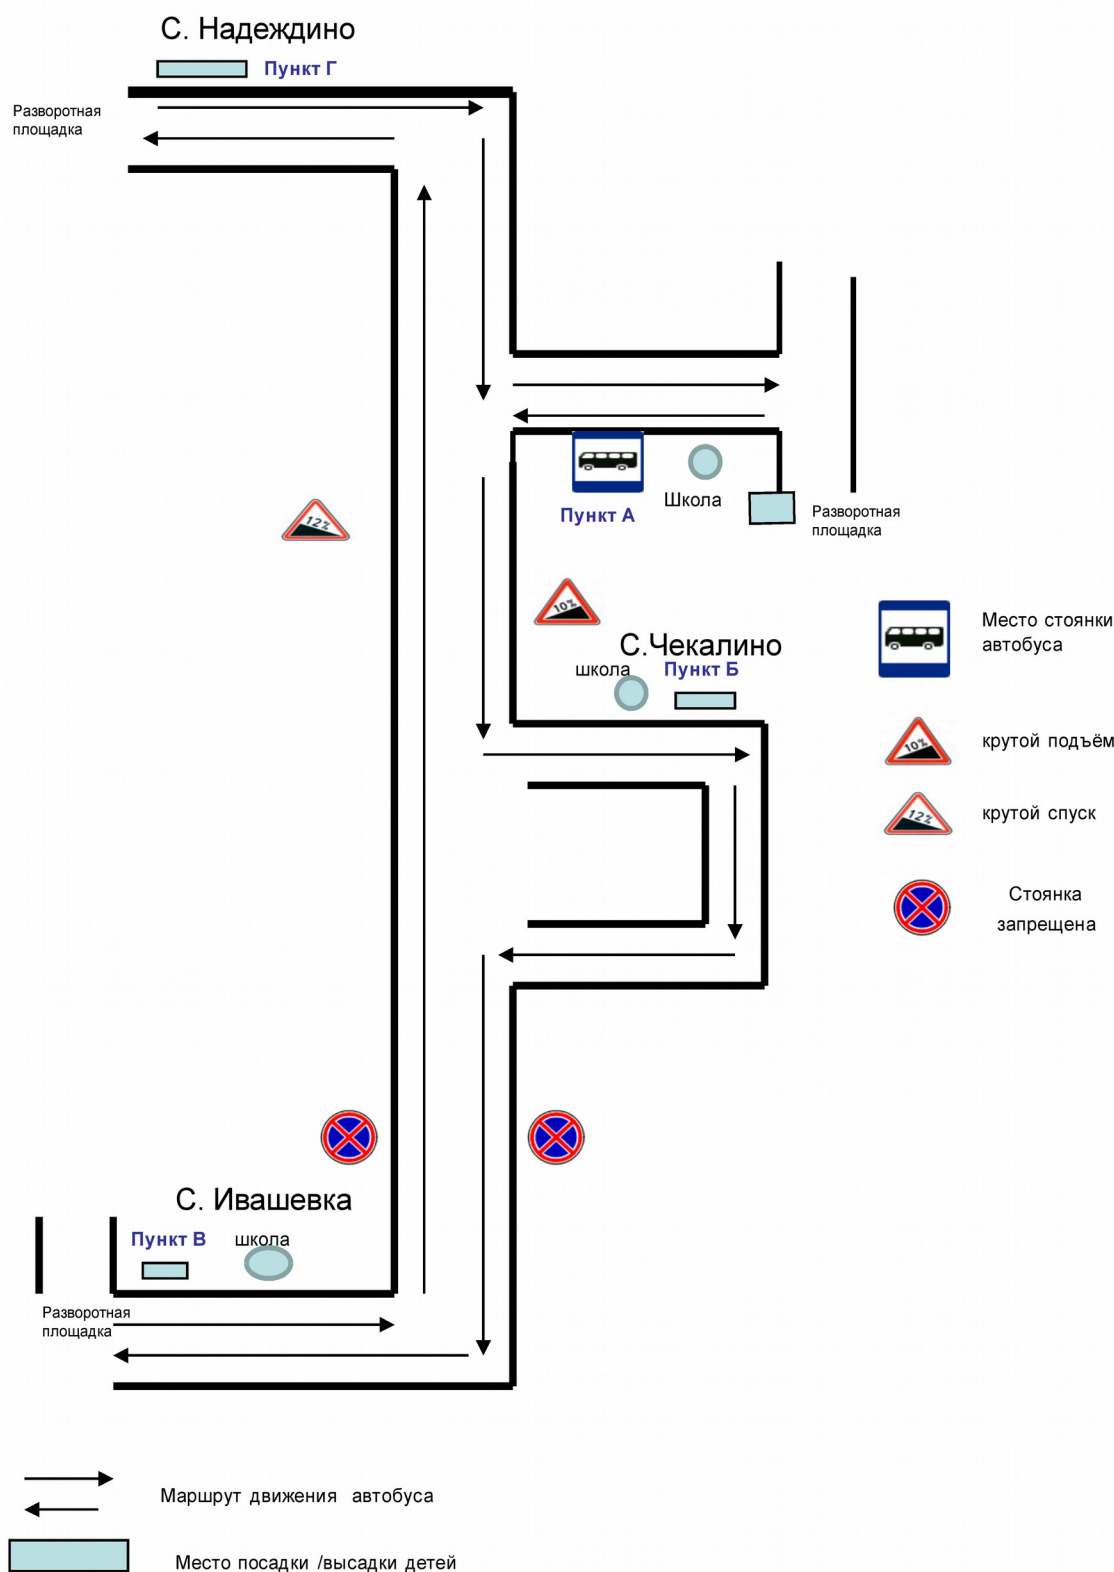 С. Надеждино
Пункт Г
Разворотная
площадка
12%
Школа
Пункт А
Разворотная
площадка
10%
С.Чекалино
школа
Пункт Б
Место стоянки
автобуса
10%
крутой подъём
12%
крутой спуск
Стоянка
запрещена
С. Ивашевка
Пункт В
школа
Разворотная
площадка
Маршрут движения автобуса
Место посадки /высадки детей